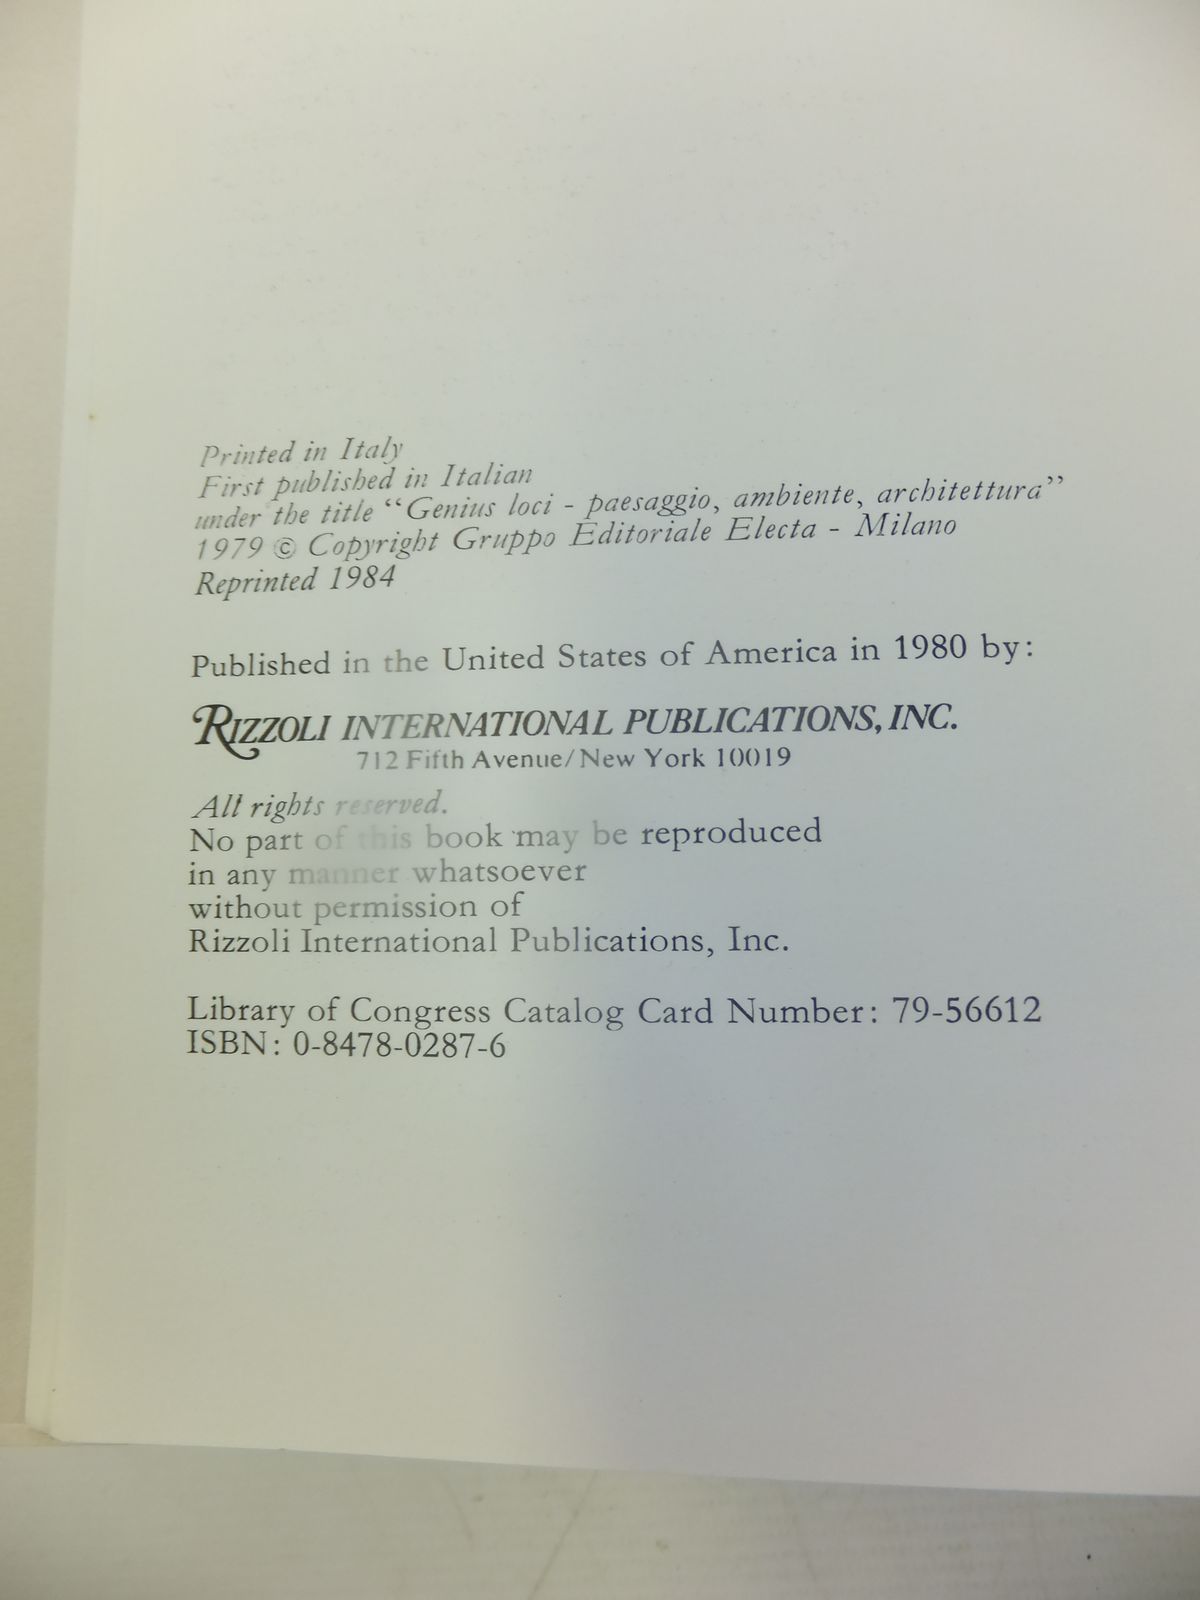 Printed in Italy
First published in Italian
under the title “Genius loci - paesaggio, ambiente, architettura”
1979 © Copyright Gruppo Editoriale Electa - Milano
Reprinted 1984
Published in the United States of America in 1980 by:
RIZZOLI INTERNATIONAL PUBLICATIONS, INC.
712 Fifth Avenue/New York 10019
All rights reserved.
No part of this book may be reproduced
in any manner whatsoever
without permission of
Rizzoli International Publications, Inc.
Library of Congress Catalog Card Number: 79-56612
ISBN: 0-8478-0287-6